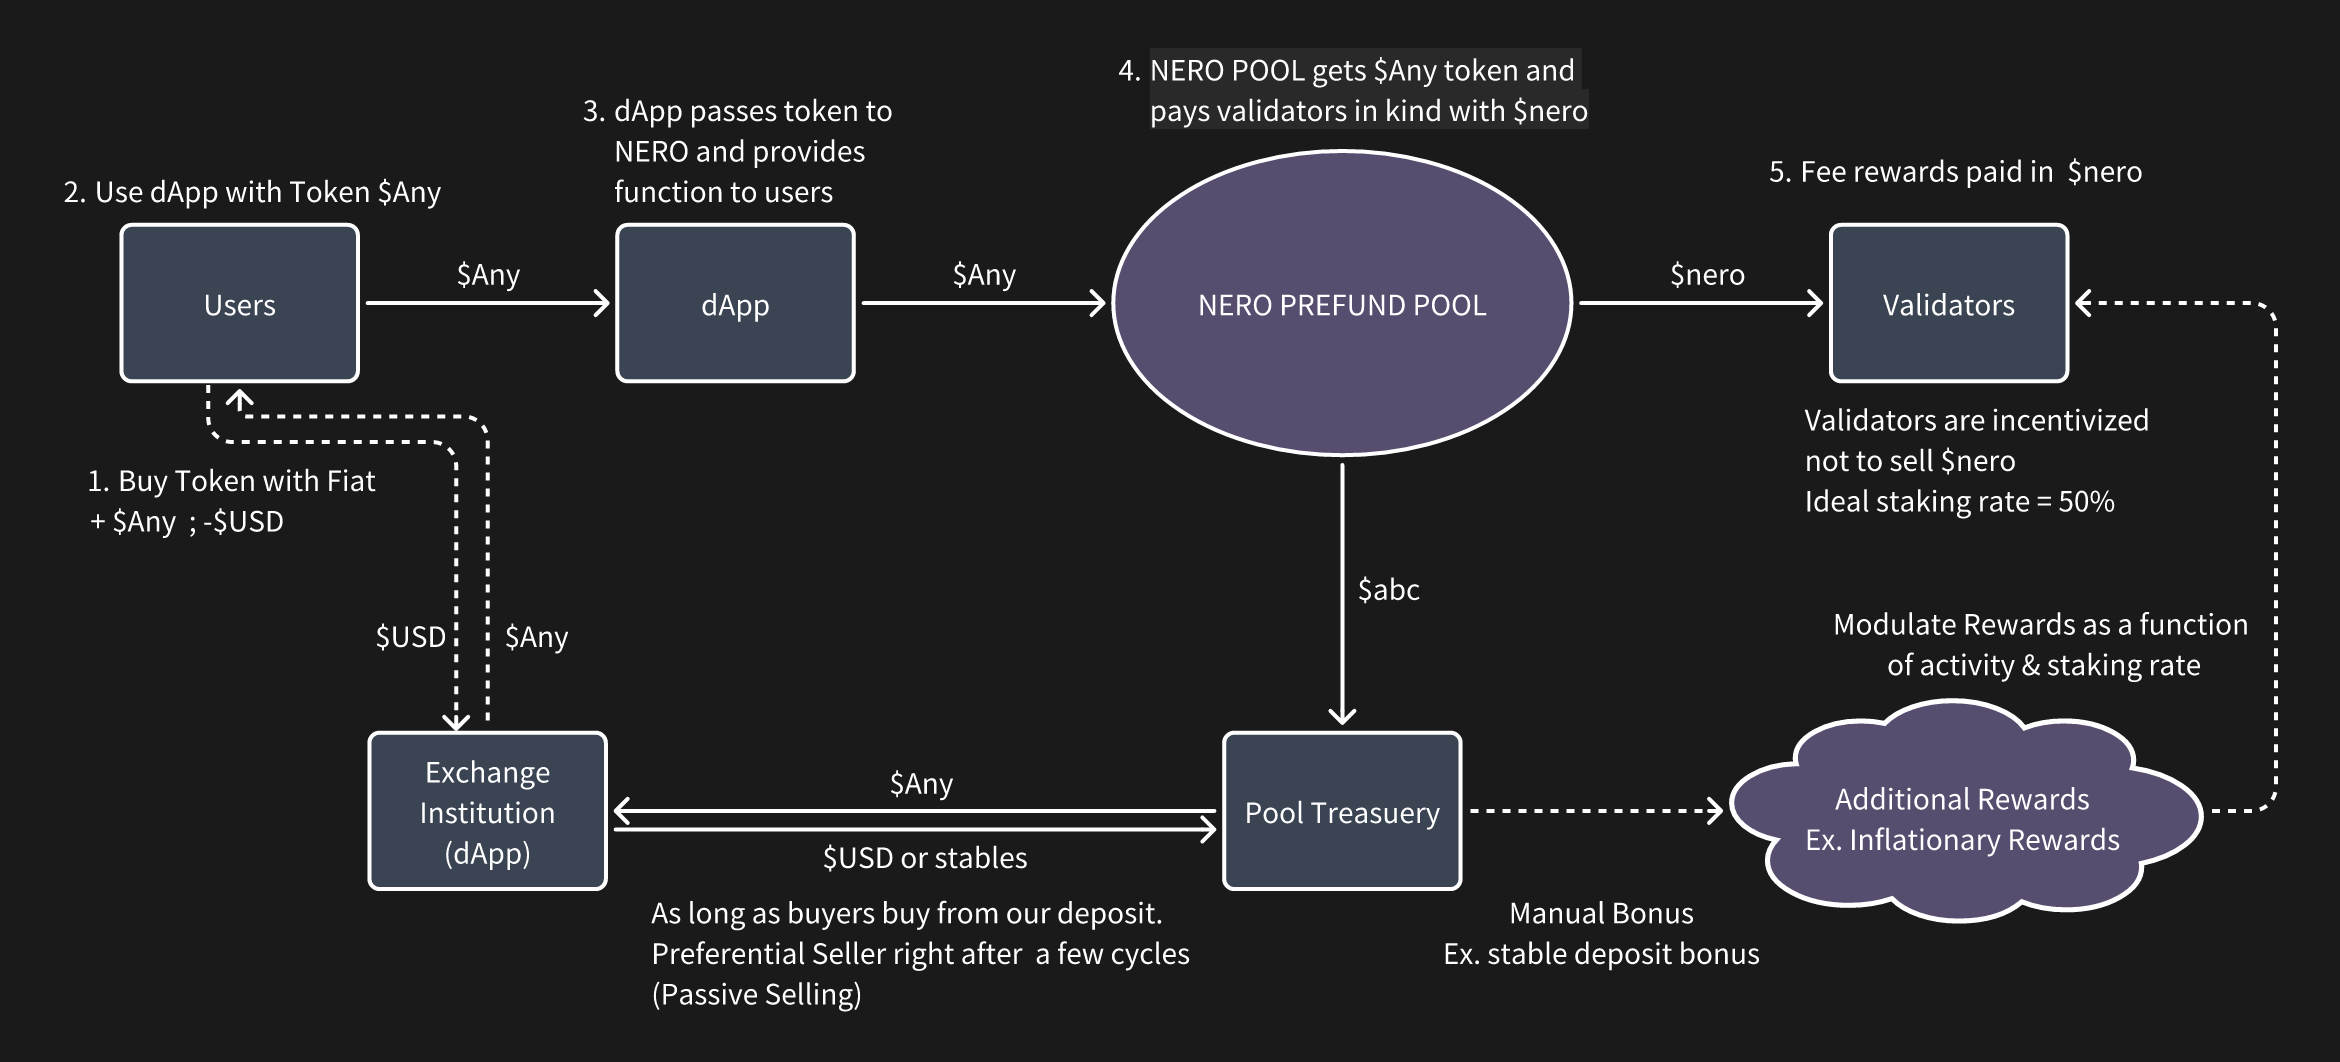 4. NERO POOL gets $Any token and
pays validators in kind with $nero
3. dApp passes token to
NERO and provides
function to users
2. Use dApp with Token $Any
5. Fee rewards paid in  $nero
Users
$Any
dApp
$Any
NERO PREFUND POOL
$nero
Validators
Validators are incentivized
not to sell $nero
Ideal staking rate = 50%
1. Buy Token with Fiat
+ $Any  ; -$USD
$USD
$Any
$abc
Modulate Rewards as a function
of activity & staking rate
Exchange
Institution
(dApp)
$Any
$USD or stables
Pool Treasuery
Additional Rewards
Ex. Inflationary Rewards
As long as buyers buy from our deposit.
Preferential Seller right after  a few cycles
(Passive Selling)
Manual Bonus
Ex. stable deposit bonus